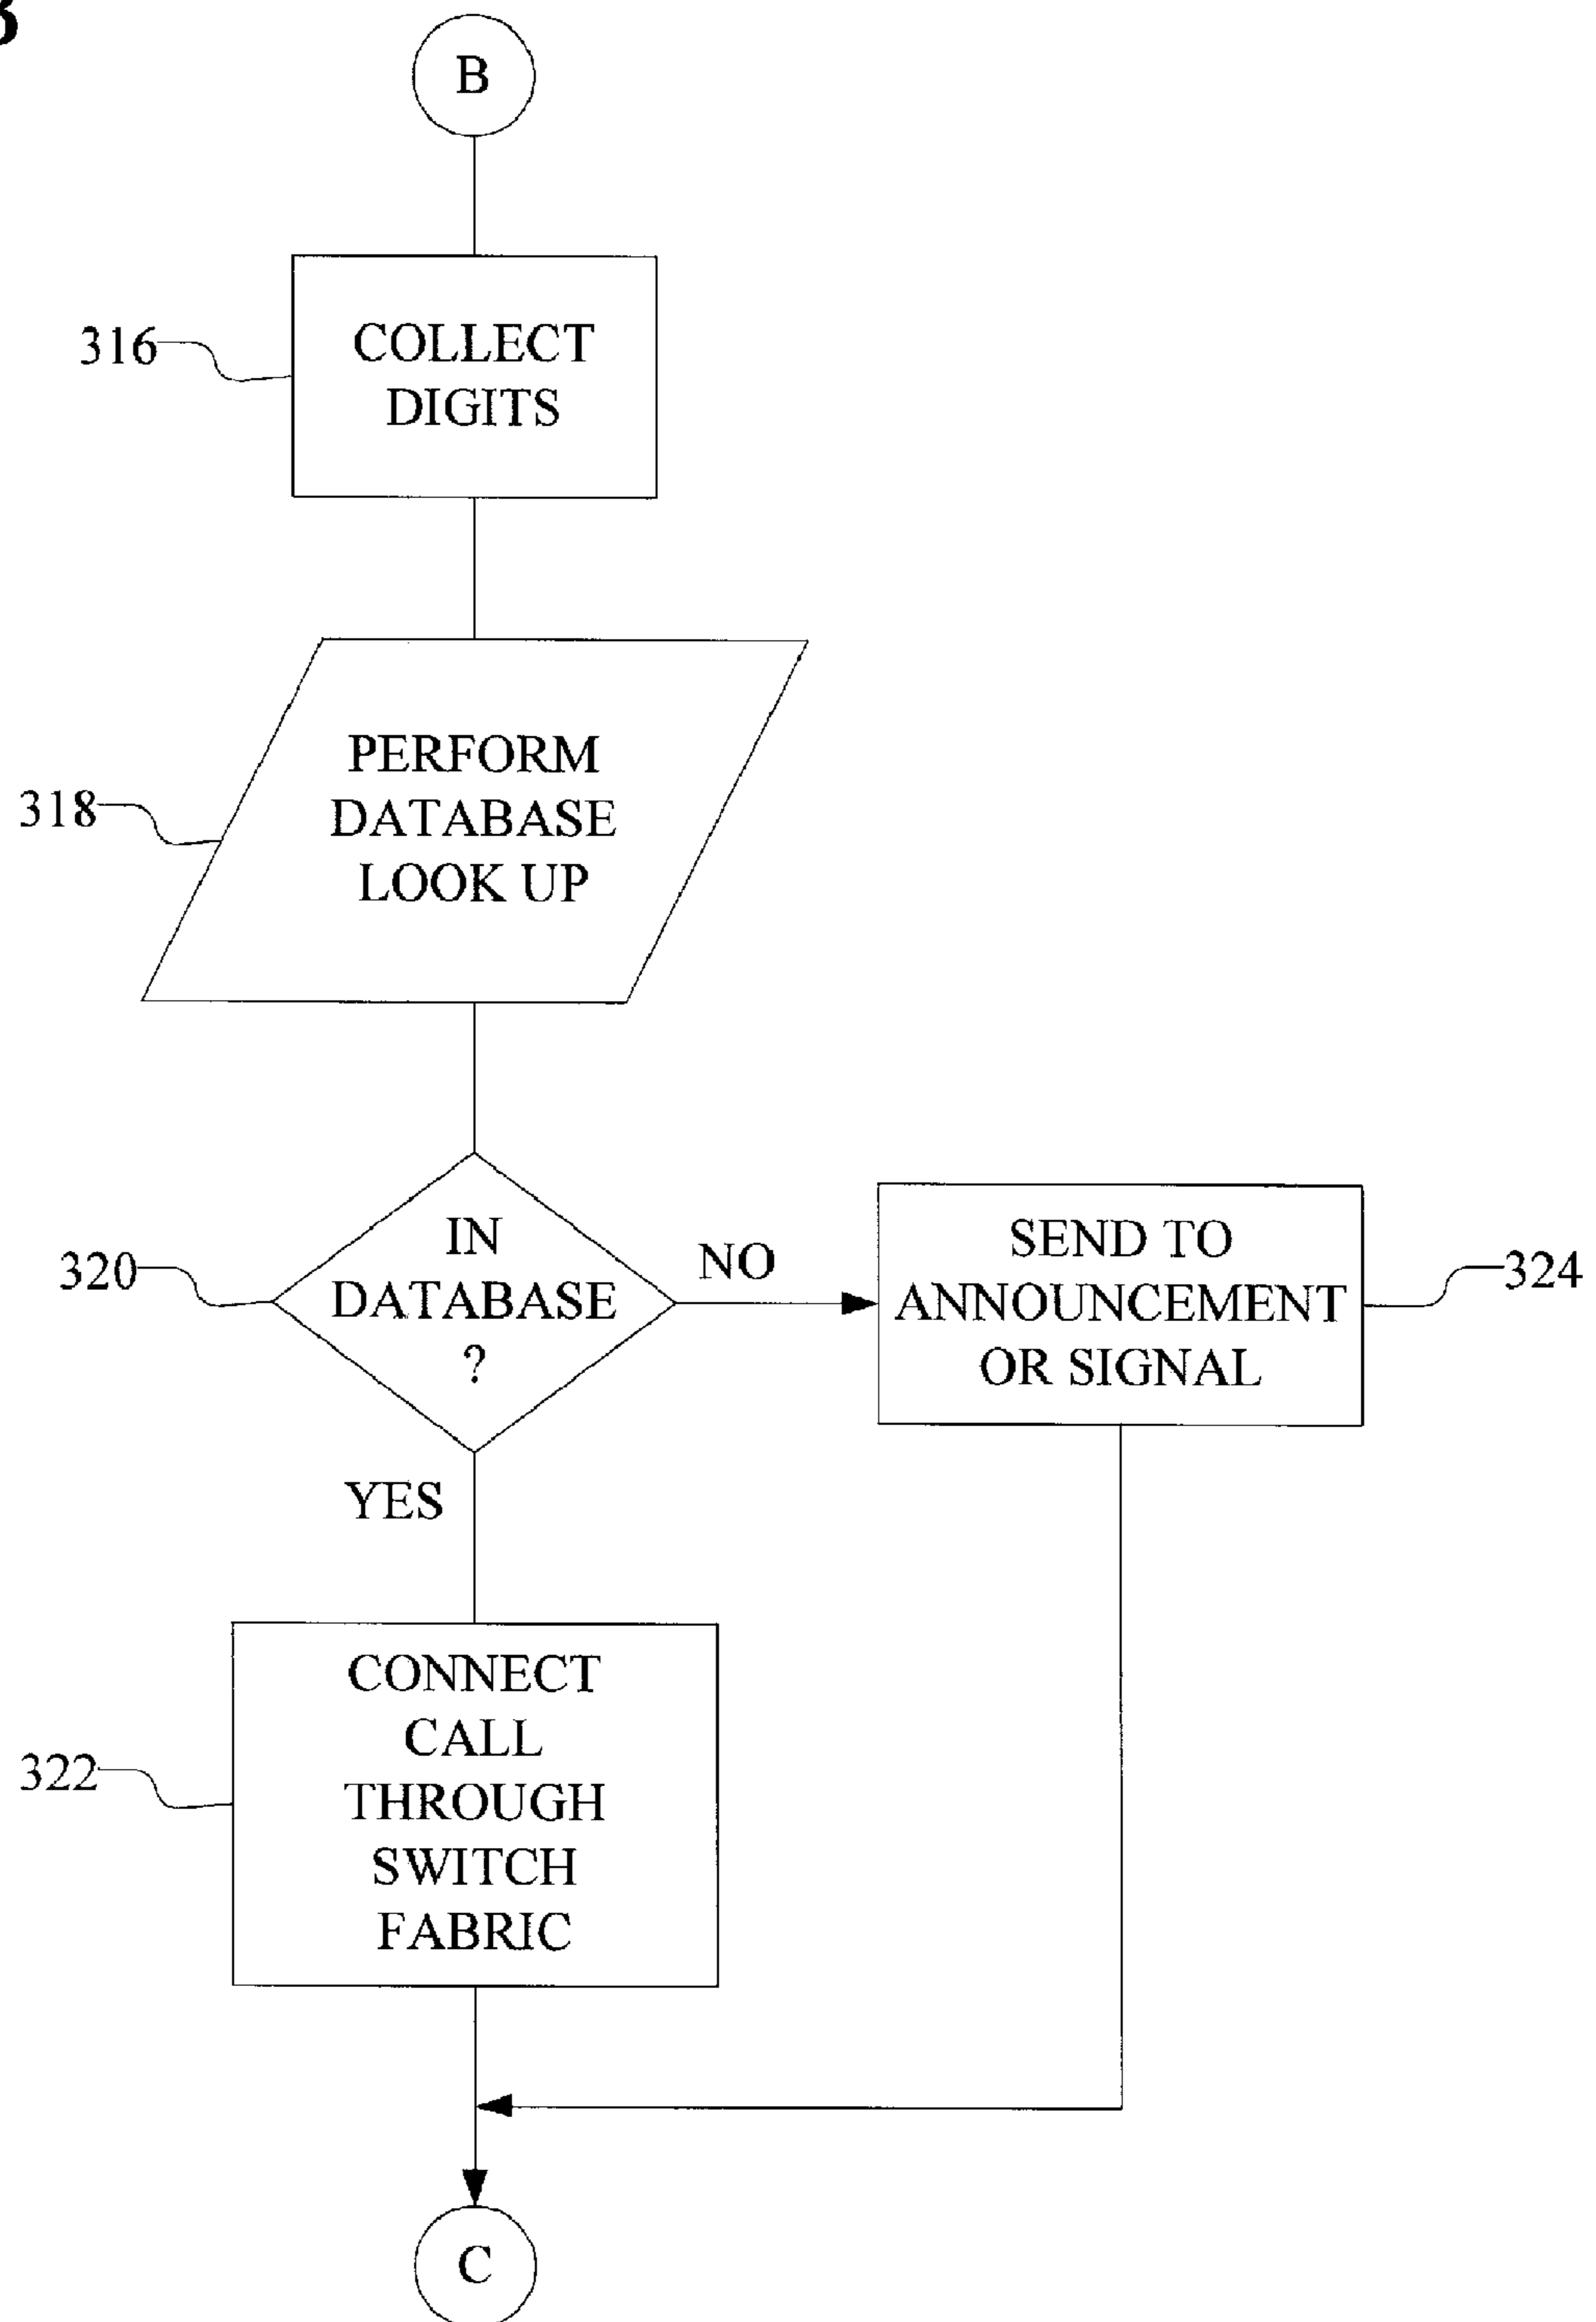 B
316
COLLECT
DIGITS
318
PERFORM
DATABASE
LOOK UP
320
IN
DATABASE
?
NO
SEND TO
ANNOUNCEMENT
OR SIGNAL
324
YES
322
CONNECT
CALL
THROUGH
SWITCH
FABRIC
C